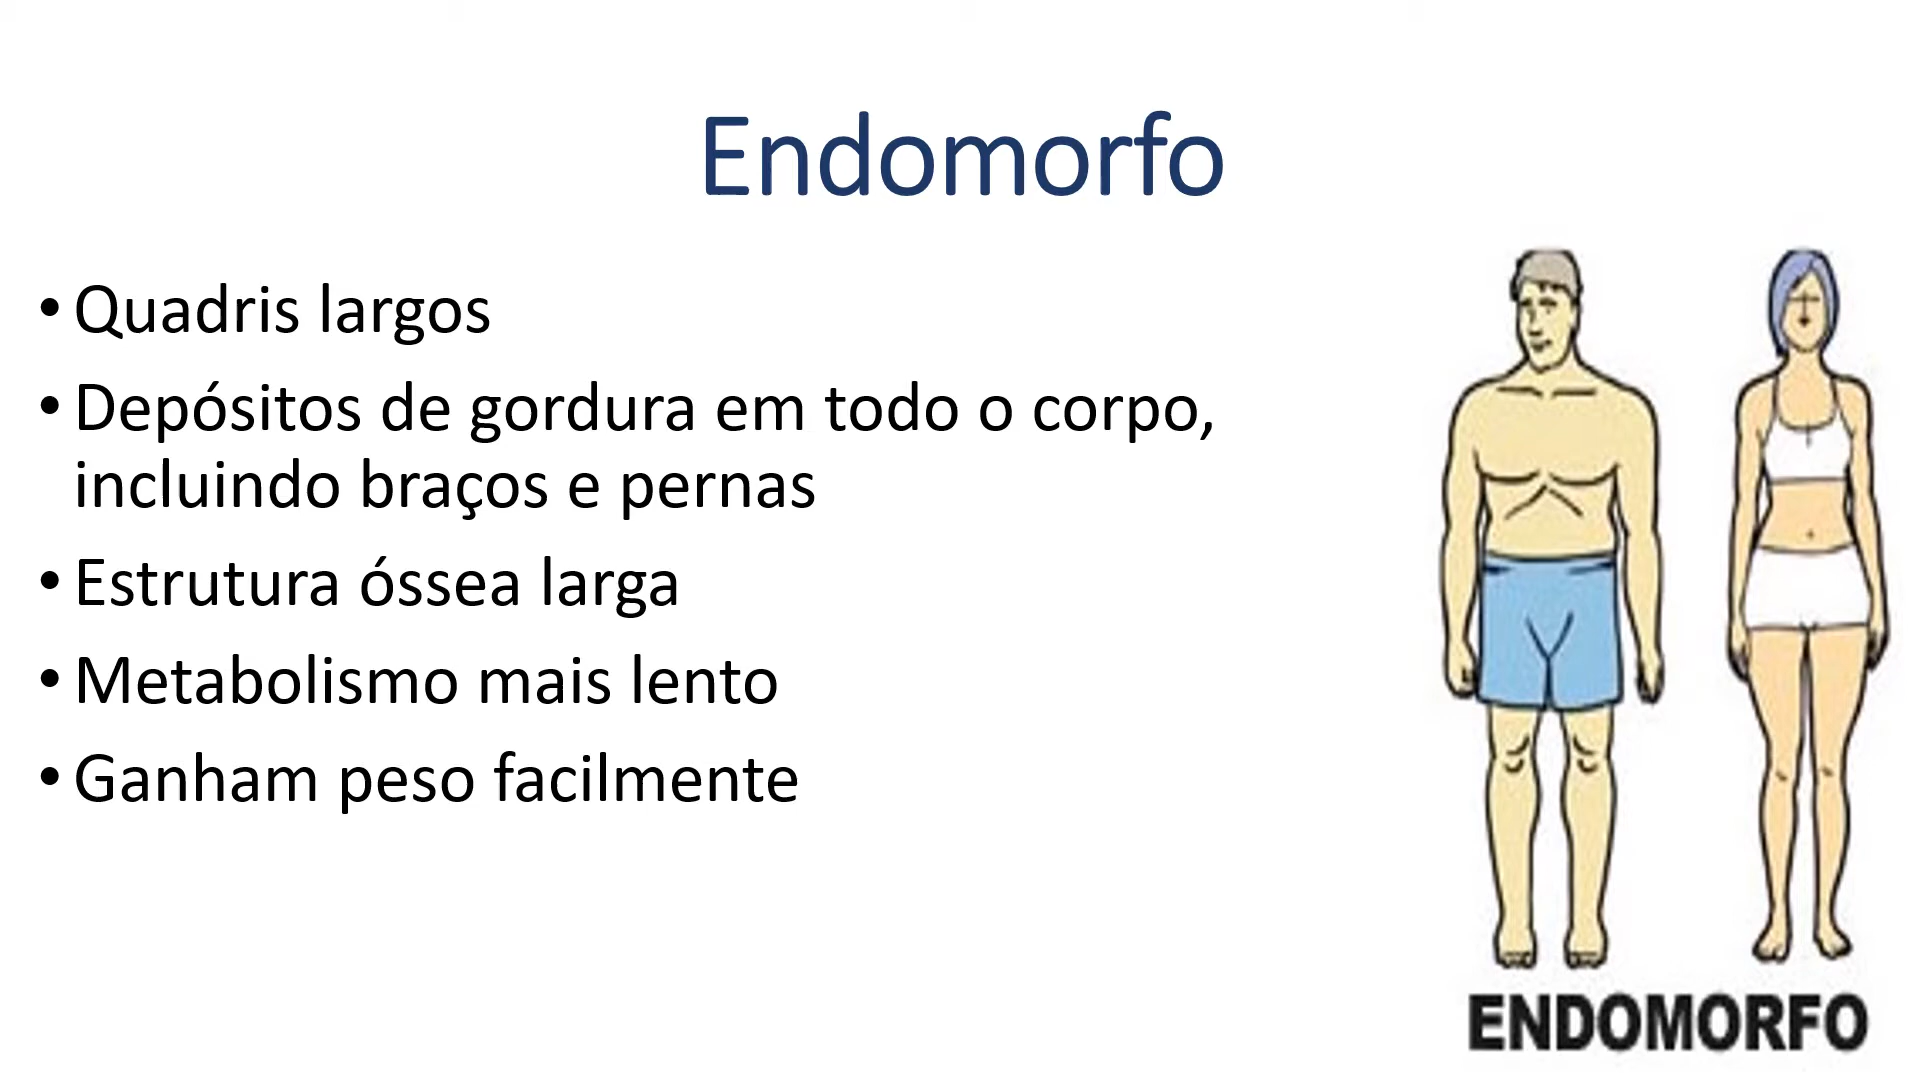 Endomorfo
• Quadris largos
• Depósitos de gordura em todo o corpo,
incluindo braços e pernas
• Estrutura óssea larga
• Metabolismo mais lento
• Ganham peso facilmente
ENDOMORFO